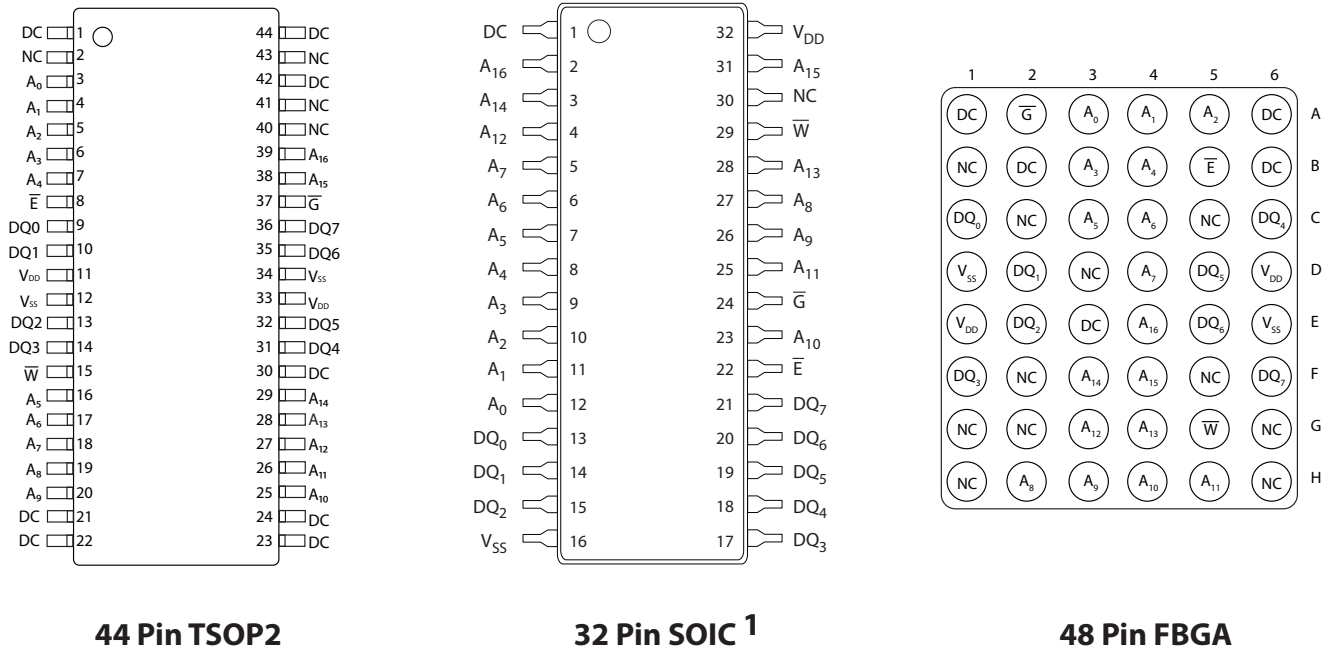 DC 1 44 DC
NC 2 43 NC
A₀ 3 42 DC
A₁ 4 41 NC
A₂ 5 40 NC
A₃ 6 39 A₁₆
A₄ 7 38 A₁₅
E̅ 8 37 G̅
DQ0 9 36 DQ7
DQ1 10 35 DQ6
V_DD 11 34 V_SS
V_SS 12 33 V_DD
DQ2 13 32 DQ5
DQ3 14 31 DQ4
W̅ 15 30 DC
A₅ 16 29 A₁₄
A₆ 17 28 A₁₃
A₇ 18 27 A₁₂
A₈ 19 26 A₁₁
A₉ 20 25 A₁₀
DC 21 24 DC
DC 22 23 DC
44 Pin TSOP2
DC 1 32 V_DD
A₁₆ 2 31 A₁₅
A₁₄ 3 30 NC
A₁₂ 4 29 W̅
A₇ 5 28 A₁₃
A₆ 6 27 A₈
A₅ 7 26 A₉
A₄ 8 25 A₁₁
A₃ 9 24 G̅
A₂ 10 23 A₁₀
A₁ 11 22 E̅
A₀ 12 21 DQ₇
DQ₀ 13 20 DQ₆
DQ₁ 14 19 DQ₅
DQ₂ 15 18 DQ₄
V_SS 16 17 DQ₃
32 Pin SOIC ¹
1 2 3 4 5 6
DC G̅ A₀ A₁ A₂ DC A
NC DC A₃ A₄ E̅ DC B
DQ₀ NC A₅ A₆ NC DQ₄ C
V_SS DQ₁ NC A₇ DQ₅ V_DD D
V_DD DQ₂ DC A₁₆ DQ₆ V_SS E
DQ₃ NC A₁₄ A₁₅ NC DQ₇ F
NC NC A₁₂ A₁₃ W̅ NC G
NC A₈ A₉ A₁₀ A₁₁ NC H
48 Pin FBGA